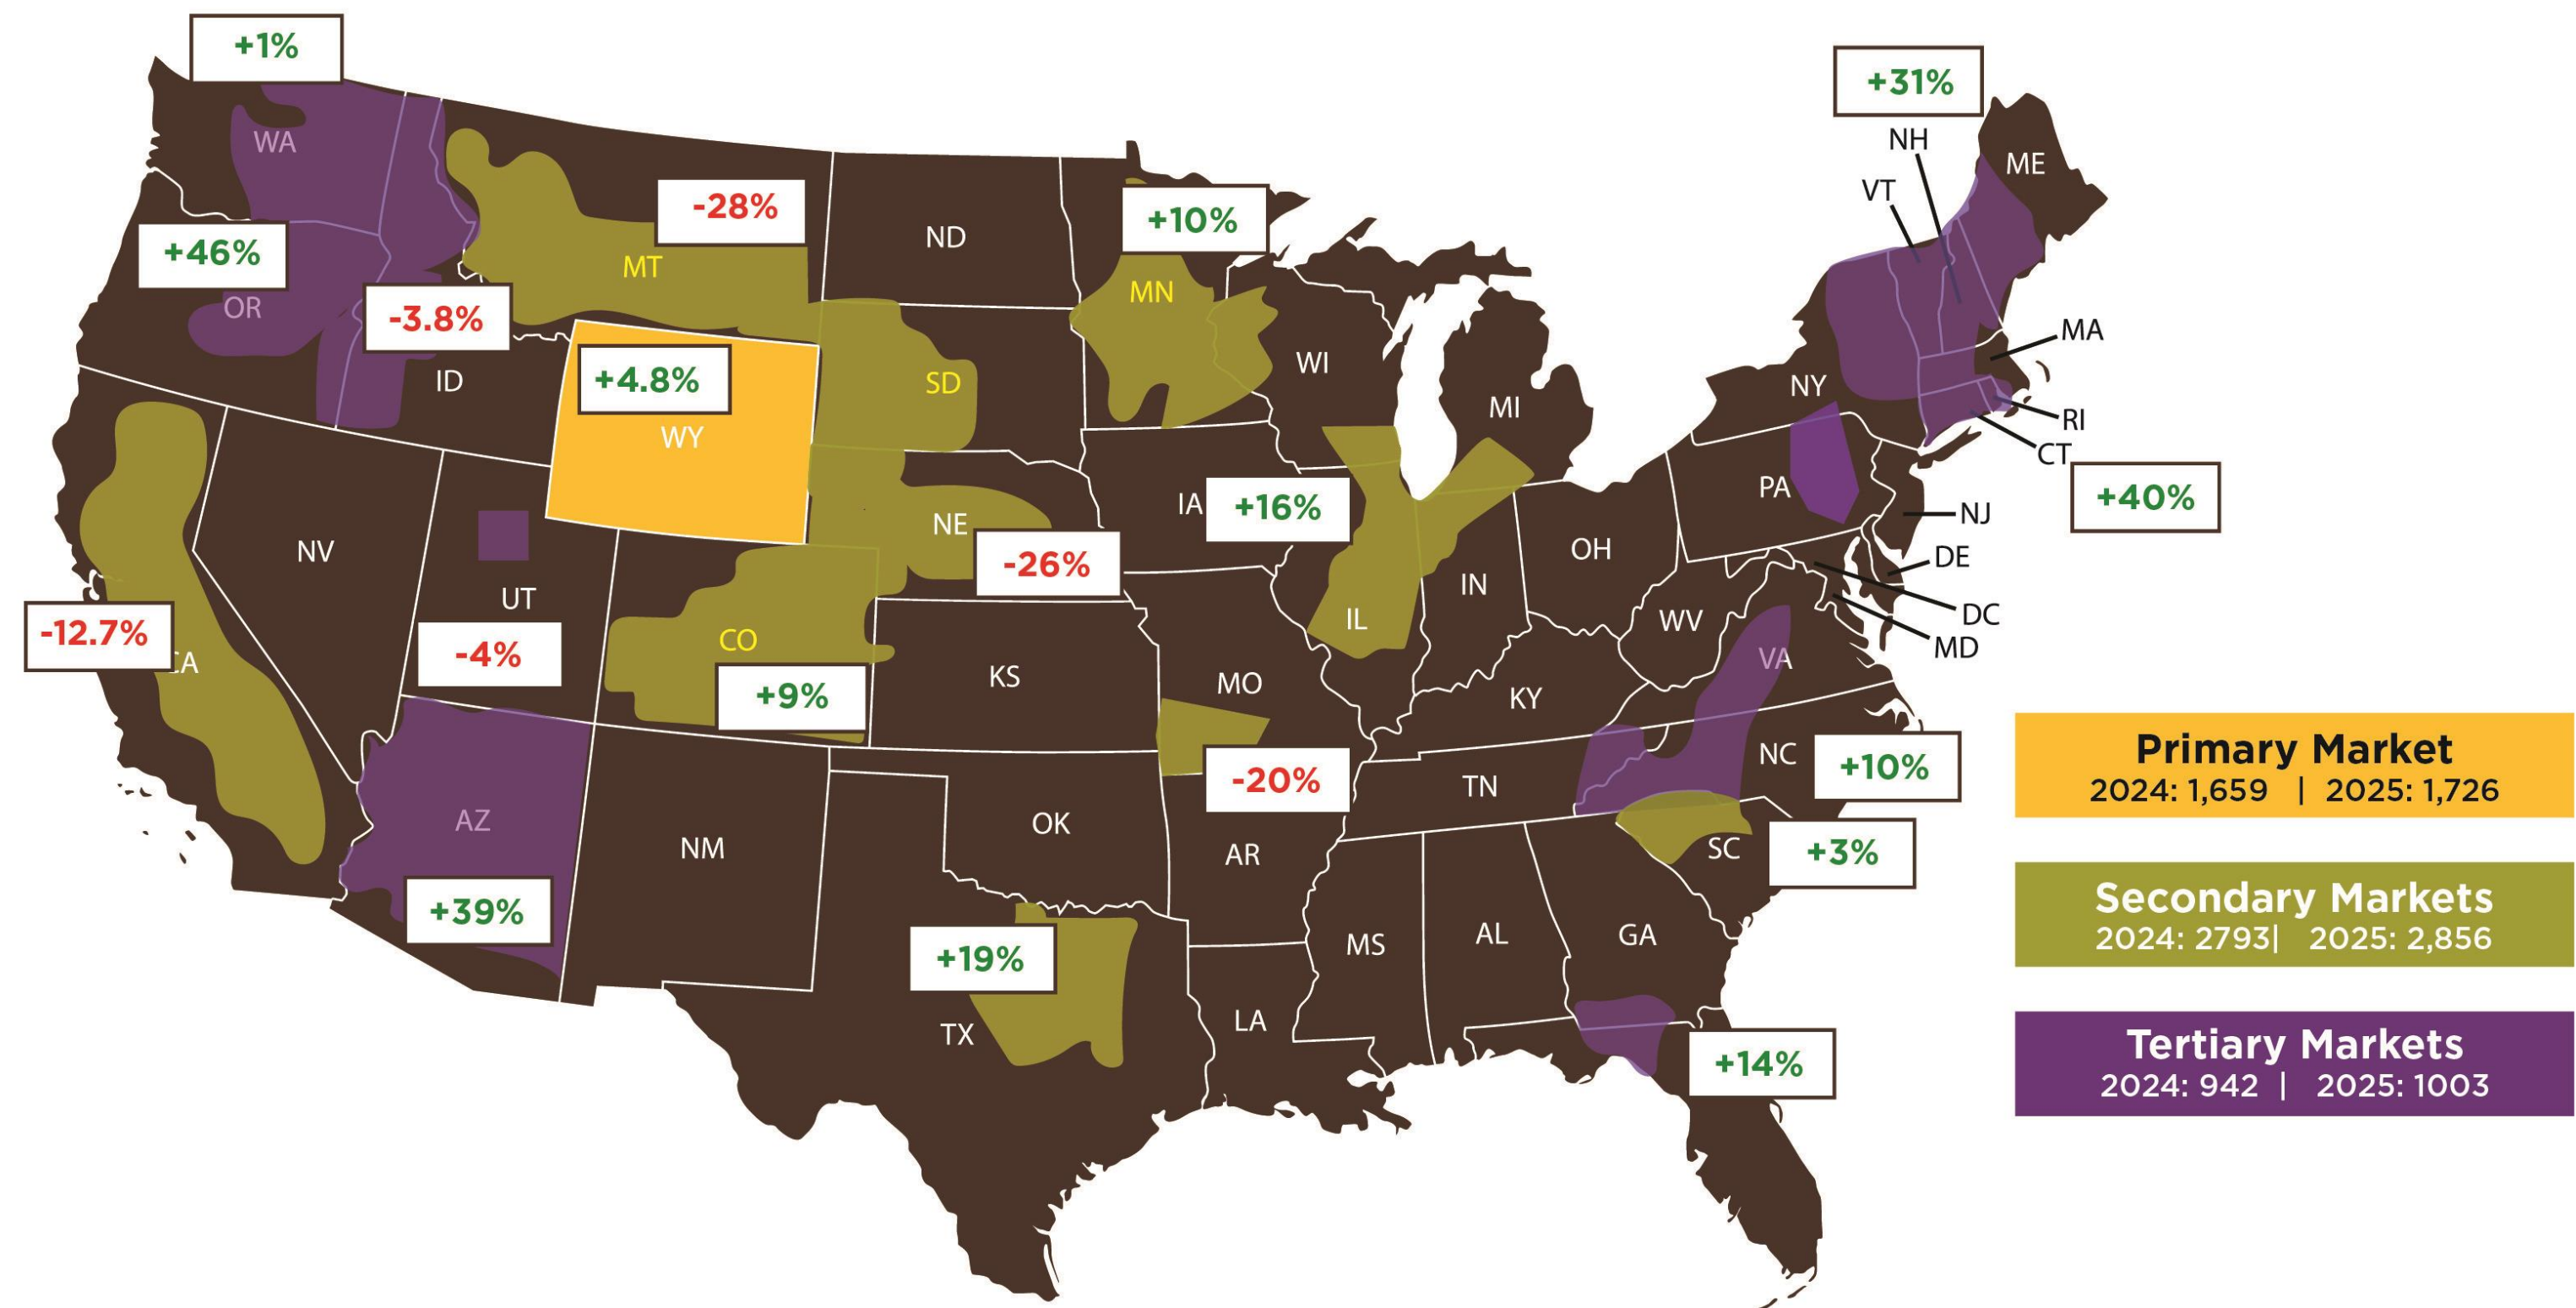 +1%
+31%
NH
WA
ME
VT
-28%
+10%
+46%
ND
MT
MN
OR
-3.8%
MA
WI
+4.8%
ID
SD
NY
MI
RI
WY
CT
PA
+40%
IA
+16%
NJ
NE
NV
OH
DE
-26%
IN
UT
DC
IL
WV
-12.7%
CO
MD
-4%
CA
VA
KS
MO
+9%
KY
NC
+10%
-20%
TN
AZ
OK
NM
AR
SC
+3%
+39%
MS
AL
GA
+19%
LA
TX
+14%
Primary Market
2024: 1,659 | 2025: 1,726
Secondary Markets
2024: 2793| 2025: 2,856
Tertiary Markets
2024: 942 | 2025: 1003